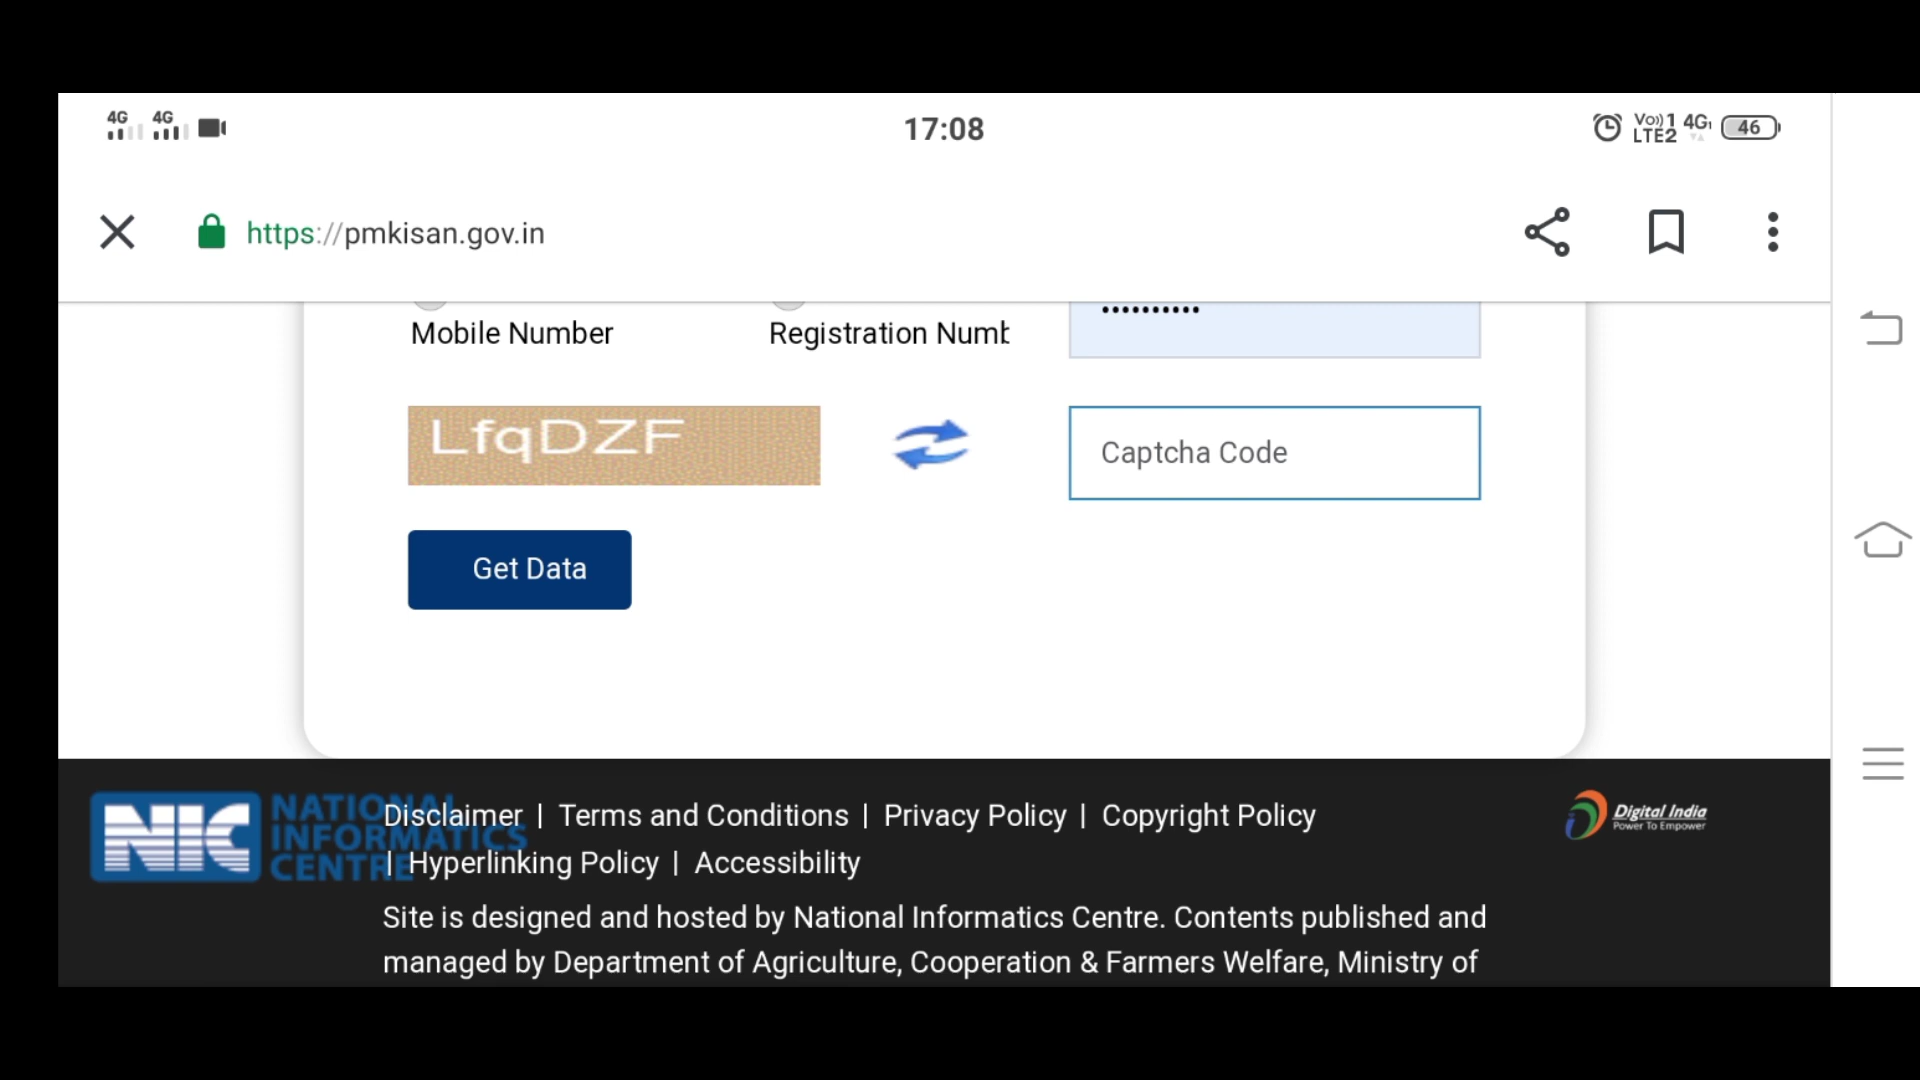 4G 4G 17:08 Vo)) 1 LTE2 4G 46
https://pmkisan.gov.in
Mobile Number Registration Numb ••••••••••
LfqDZF Captcha Code
Get Data
NIC NATIONAL INFORMATICS CENTRE
Disclaimer | Terms and Conditions | Privacy Policy | Copyright Policy
| Hyperlinking Policy | Accessibility
Digital India
Power To Empower
Site is designed and hosted by National Informatics Centre. Contents published and
managed by Department of Agriculture, Cooperation & Farmers Welfare, Ministry of